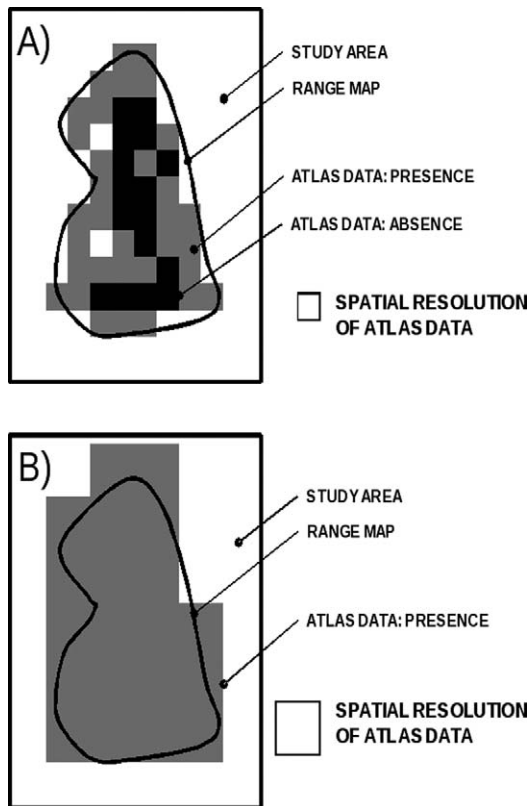 A)
STUDY AREA
RANGE MAP
ATLAS DATA: PRESENCE
ATLAS DATA: ABSENCE
SPATIAL RESOLUTION
OF ATLAS DATA
B)
STUDY AREA
RANGE MAP
ATLAS DATA: PRESENCE
SPATIAL RESOLUTION
OF ATLAS DATA